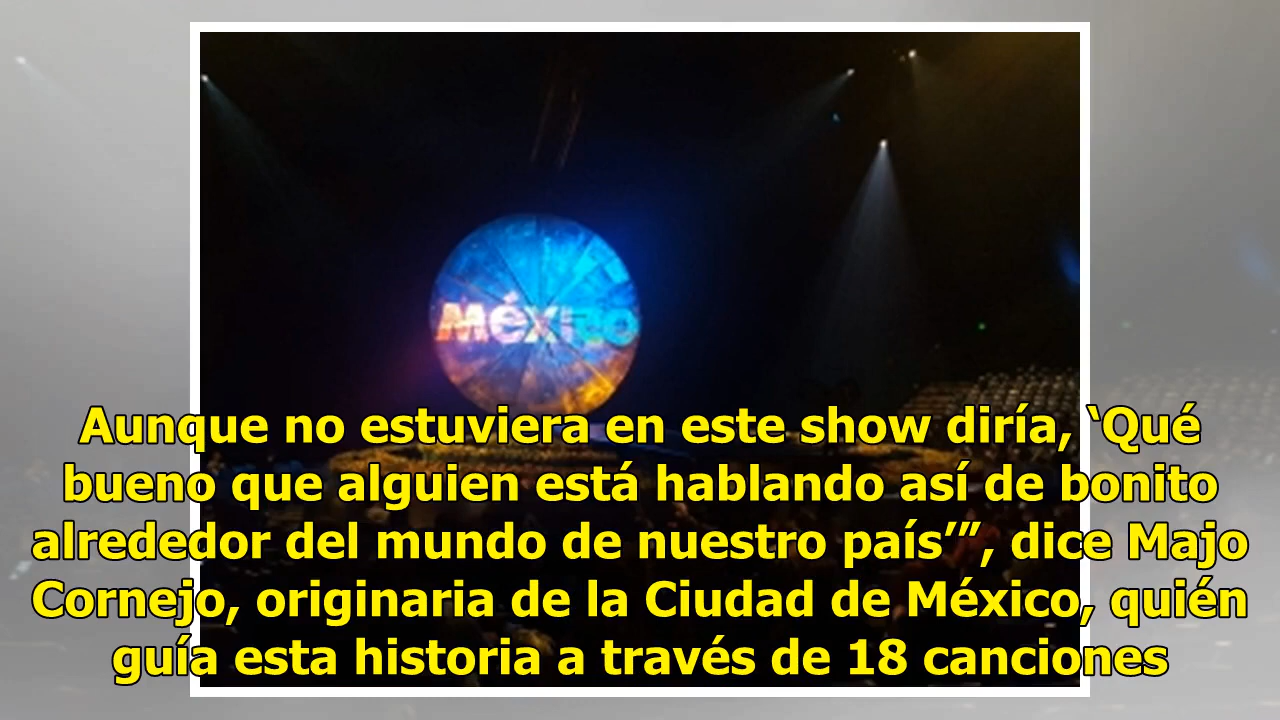 México
Aunque no estuviera en este show diría, ‘Qué
bueno que alguien está hablando así de bonito
alrededor del mundo de nuestro país’”, dice Majo
Cornejo, originaria de la Ciudad de México, quién
guía esta historia a través de 18 canciones